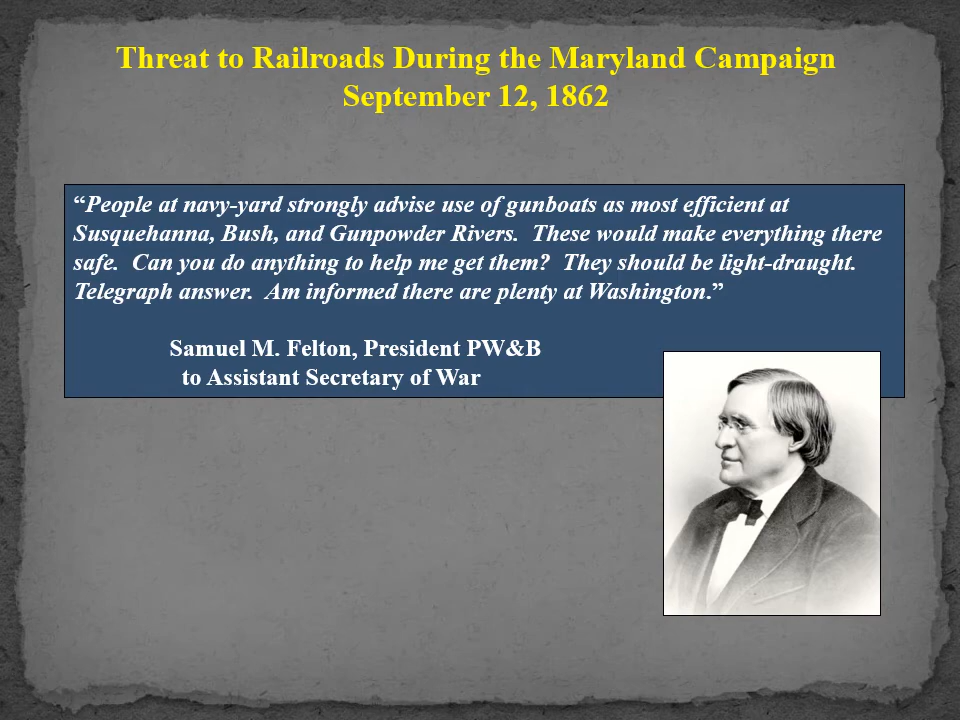 Threat to Railroads During the Maryland Campaign
September 12, 1862
“People at navy-yard strongly advise use of gunboats as most efficient at
Susquehanna, Bush, and Gunpowder Rivers.  These would make everything there
safe.  Can you do anything to help me get them?  They should be light-draught.
Telegraph answer.  Am informed there are plenty at Washington.”
Samuel M. Felton, President PW&B
to Assistant Secretary of War